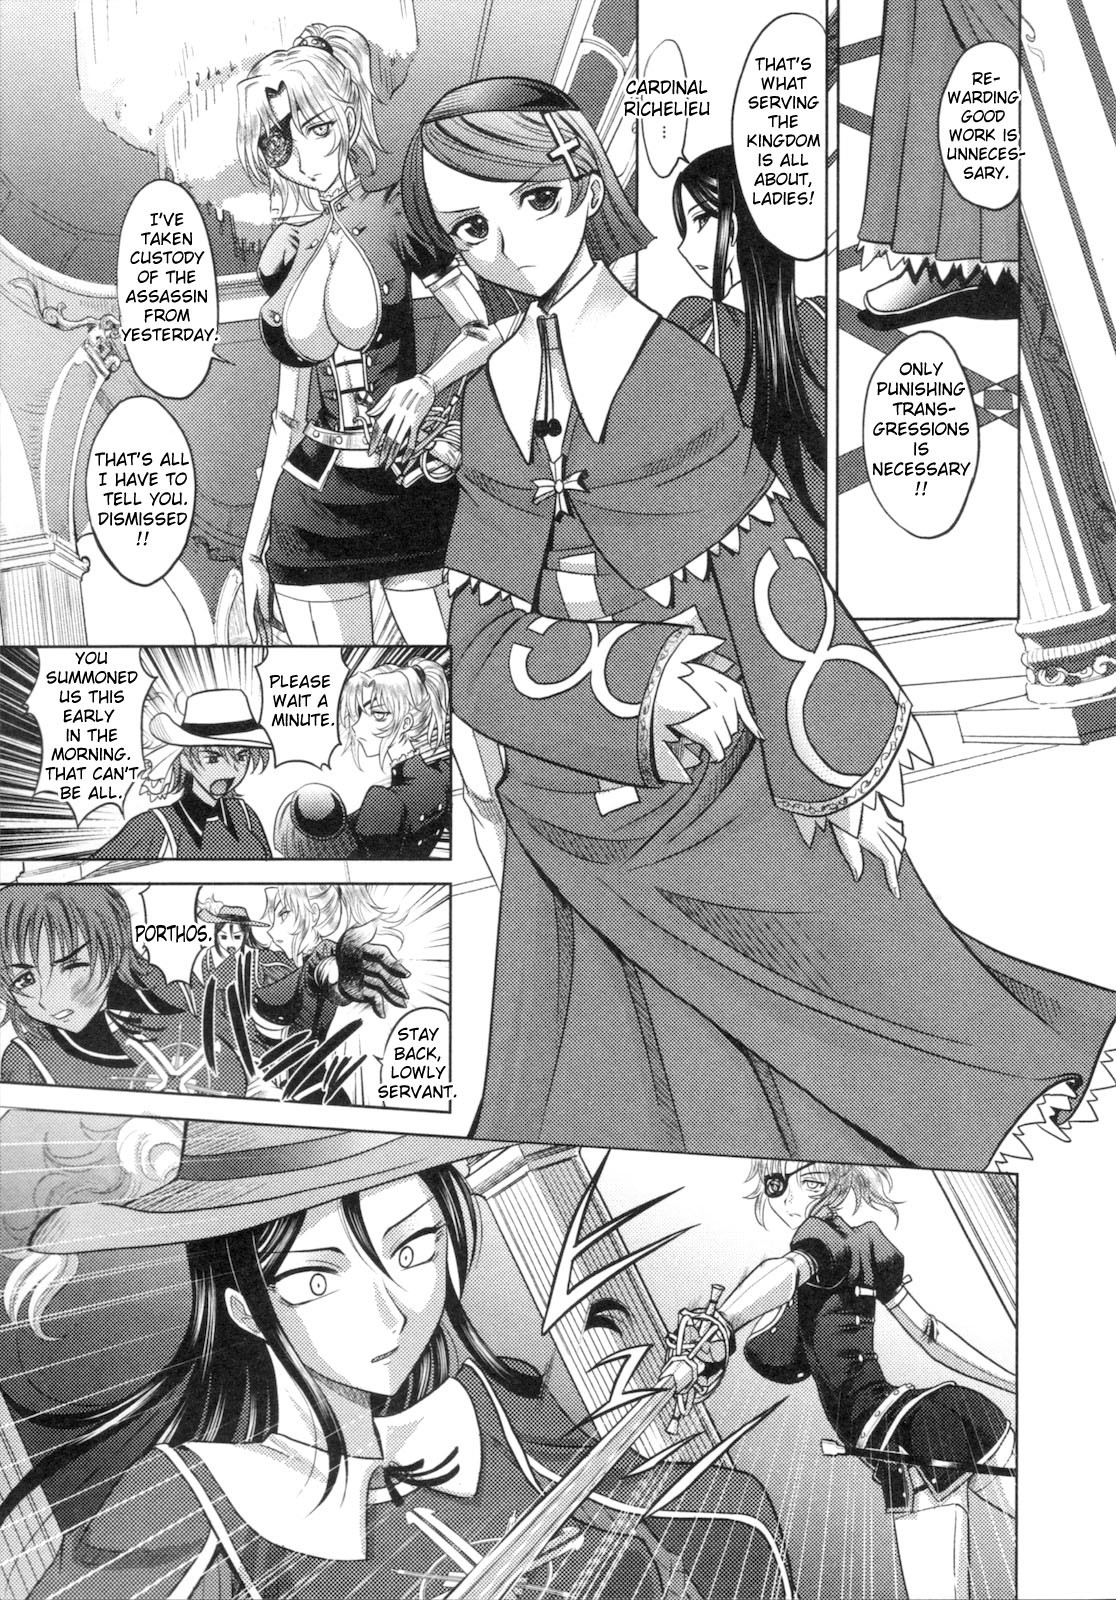 RE-
WARDING
GOOD
WORK IS
UNNECES-
SARY.
ONLY
PUNISHING
TRANS-
GRESSIONS
IS
NECESSARY
!!
THAT'S
WHAT
SERVING
THE
KINGDOM
IS ALL
ABOUT,
LADIES!
CARDINAL
RICHELIEU
...
I'VE
TAKEN
CUSTODY
OF THE
ASSASSIN
FROM
YESTERDAY.
THAT'S ALL
I HAVE TO
TELL YOU.
DISMISSED
!!
PLEASE
WAIT A
MINUTE.
YOU
SUMMONED
US THIS
EARLY
IN THE
MORNING.
THAT CAN'T
BE ALL.
STAY
BACK,
LOWLY
SERVANT.
PORTHOS.